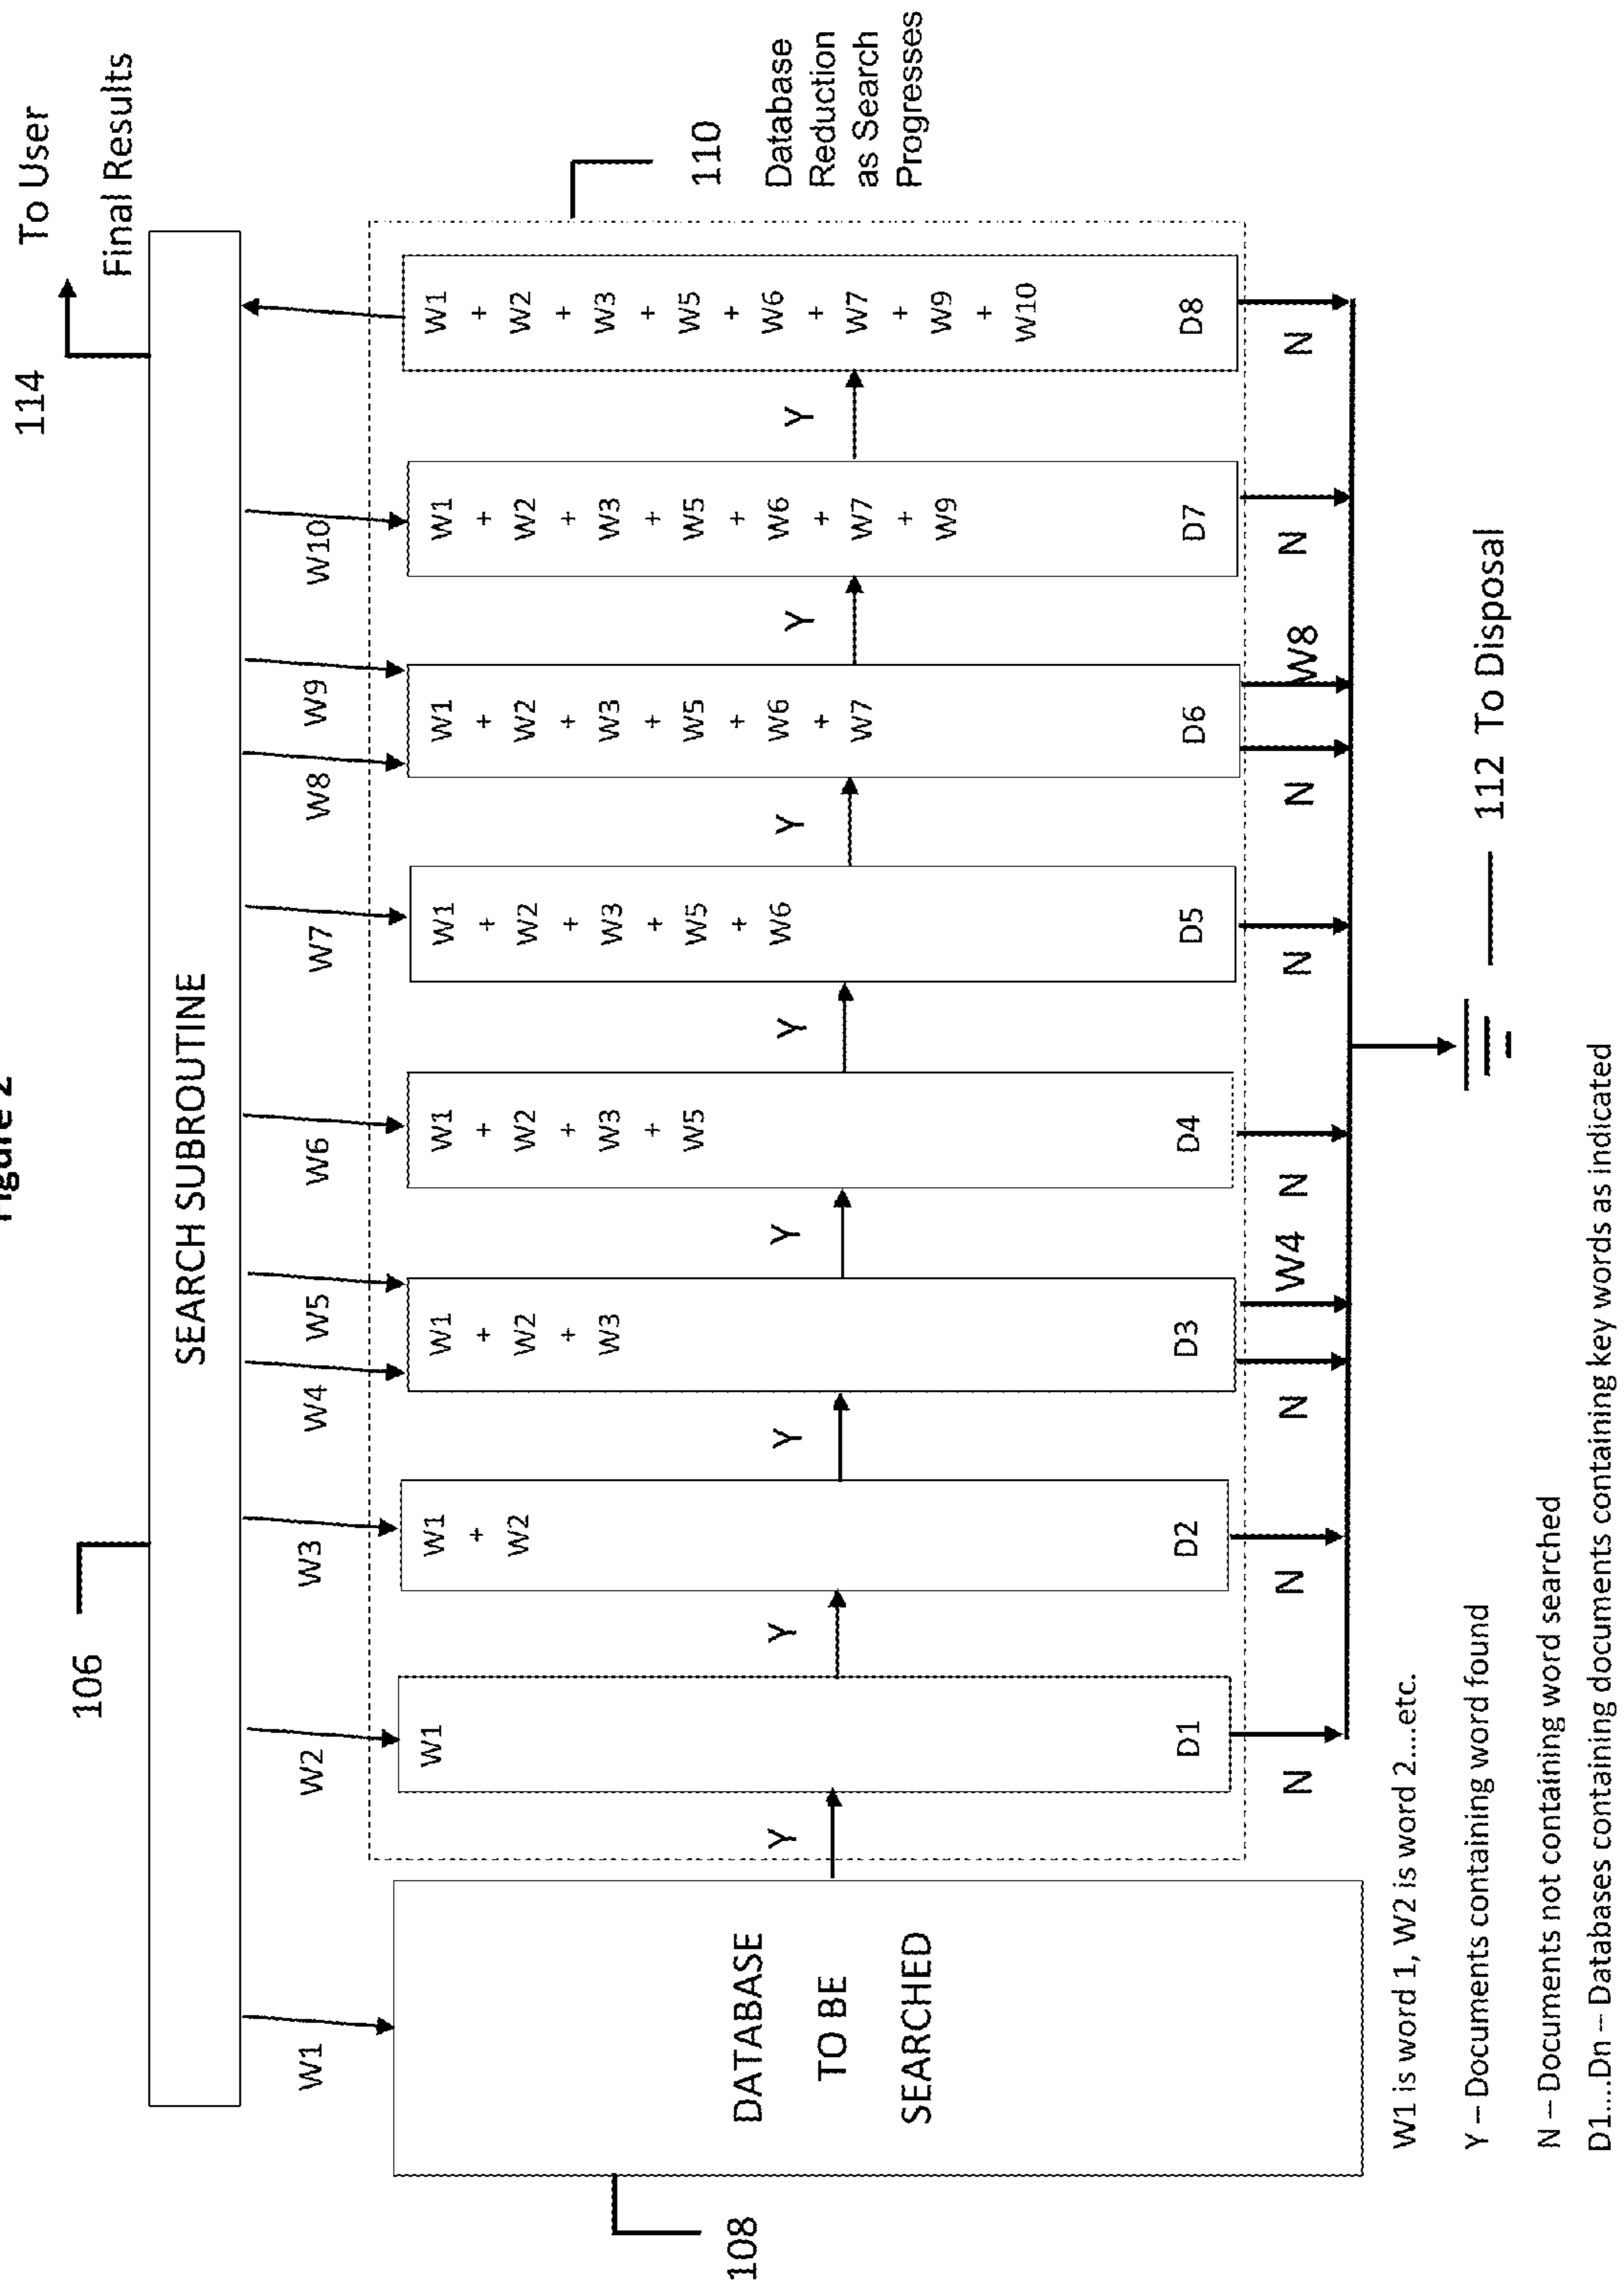 Figure 2
106
114
To User
Final Results
SEARCH SUBROUTINE
W1
W2
W3
W4
W5
W6
W7
W8
W9
W10
108
DATABASE
TO BE
SEARCHED
Y
W1
D1
Y
W1
+
W2
D2
Y
W1
+
W2
+
W3
D3
Y
W1
+
W2
+
W3
+
W5
D4
Y
W1
+
W2
+
W3
+
W5
+
W6
D5
Y
W1
+
W2
+
W3
+
W5
+
W6
+
W7
D6
Y
W1
+
W2
+
W3
+
W5
+
W6
+
W7
+
W9
D7
Y
W1
+
W2
+
W3
+
W5
+
W6
+
W7
+
W9
+
W10
D8
110
Database
Reduction
as Search
Progresses
N
N
N
W4
N
N
N
W8
N
N
112 To Disposal
W1 is word 1, W2 is word 2....etc.
Y – Documents containing word found
N – Documents not containing word searched
D1....Dn – Databases containing documents containing key words as indicated